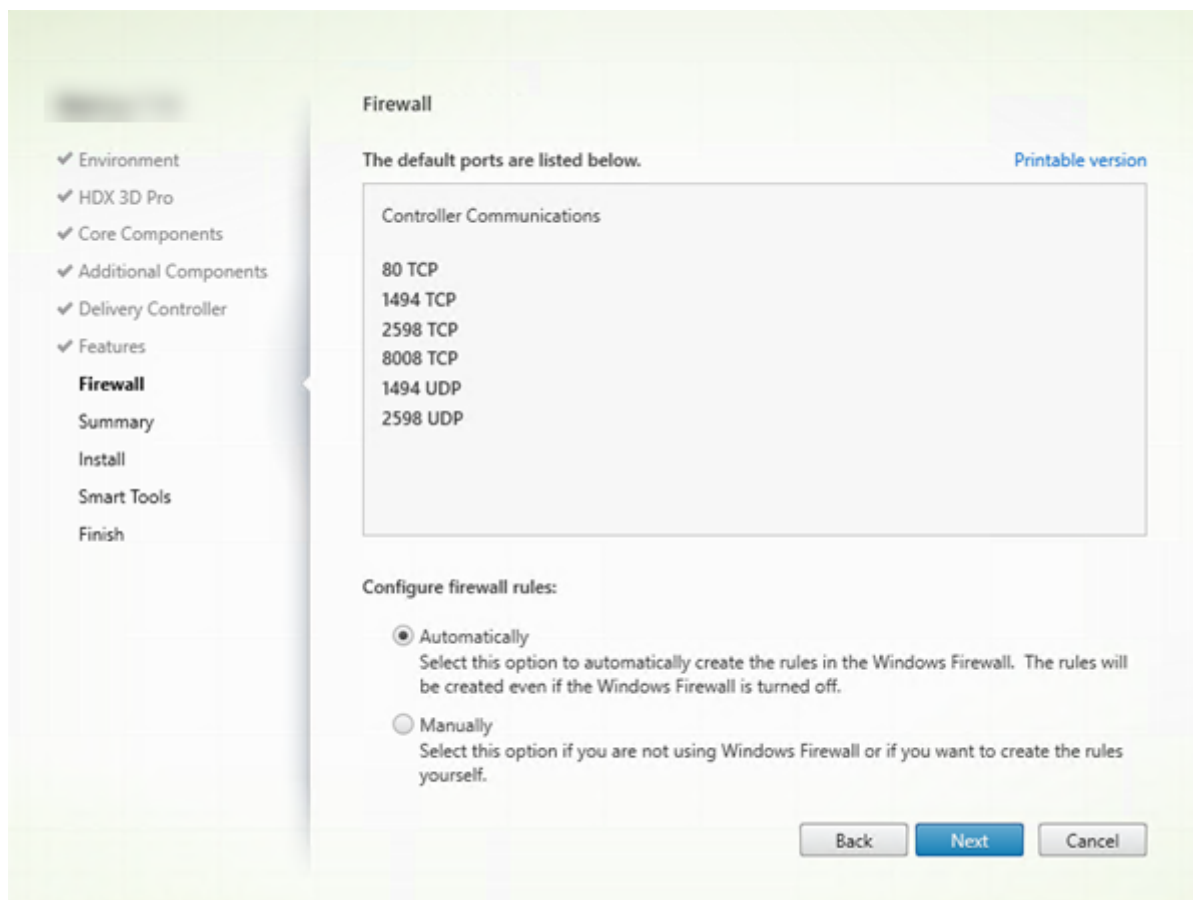 Environment
HDX 3D Pro
Core Components
Additional Components
Delivery Controller
Features
Firewall
Summary
Install
Smart Tools
Finish
Firewall
The default ports are listed below.
Printable version
Controller Communications
80 TCP
1494 TCP
2598 TCP
8008 TCP
1494 UDP
2598 UDP
Configure firewall rules:
Automatically
Select this option to automatically create the rules in the Windows Firewall. The rules will
be created even if the Windows Firewall is turned off.
Manually
Select this option if you are not using Windows Firewall or if you want to create the rules
yourself.
Back
Next
Cancel